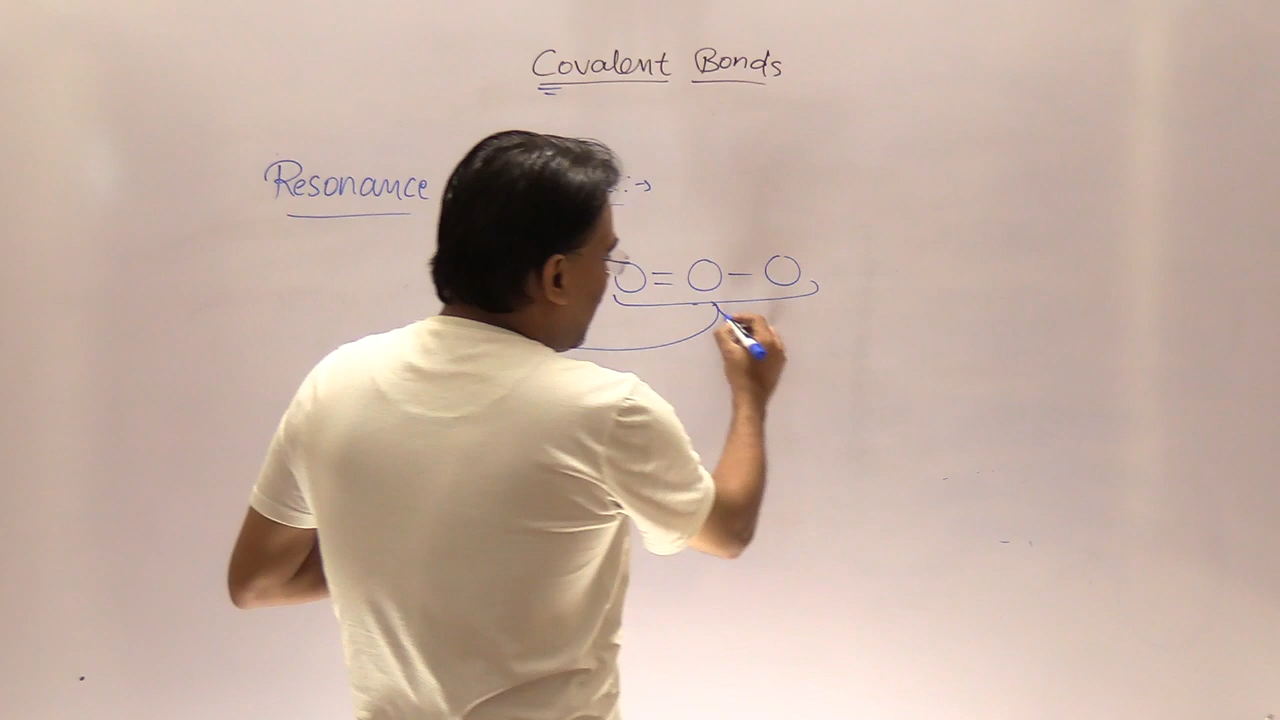 Covalent Bonds
Resonance :→
O = O - O